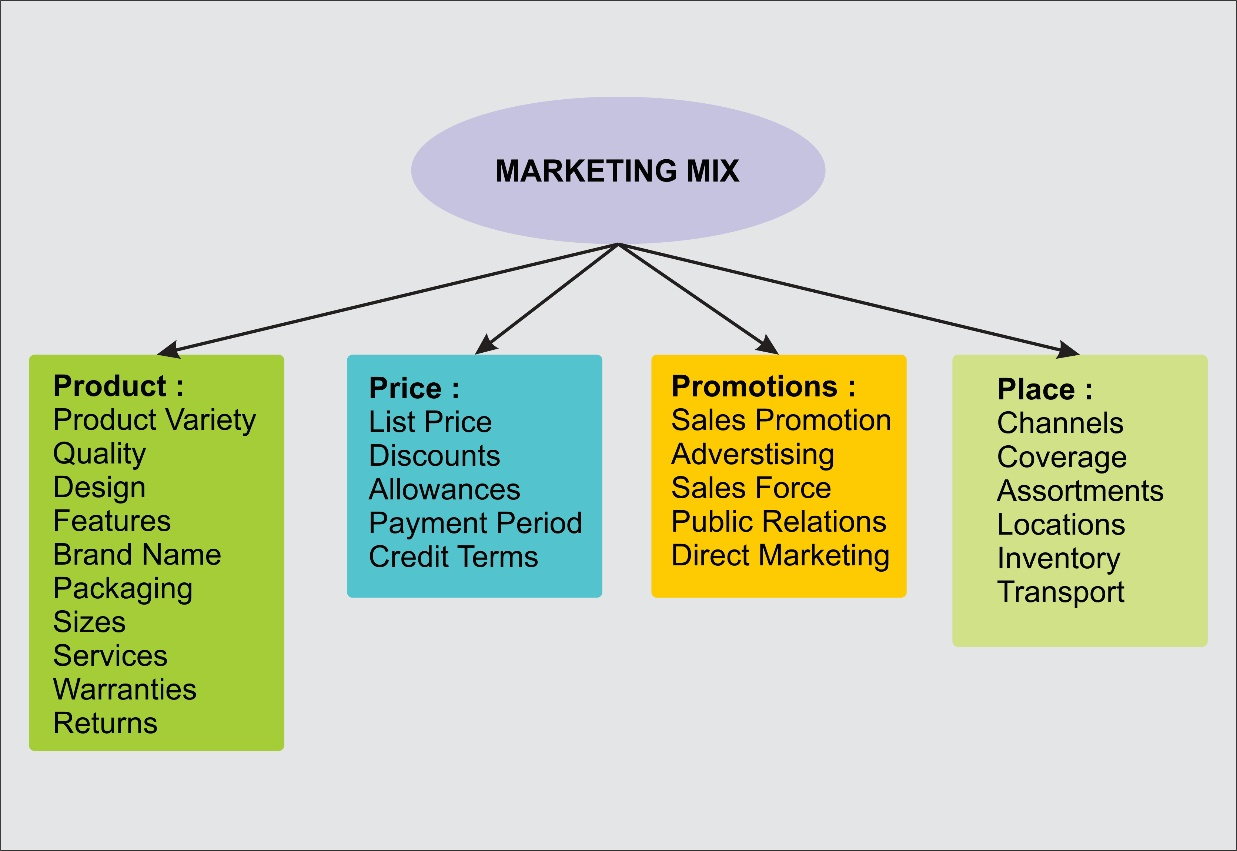 MARKETING MIX
Product :
Product Variety
Quality
Design
Features
Brand Name
Packaging
Sizes
Services
Warranties
Returns
Price :
List Price
Discounts
Allowances
Payment Period
Credit Terms
Promotions :
Sales Promotion
Adverstising
Sales Force
Public Relations
Direct Marketing
Place :
Channels
Coverage
Assortments
Locations
Inventory
Transport